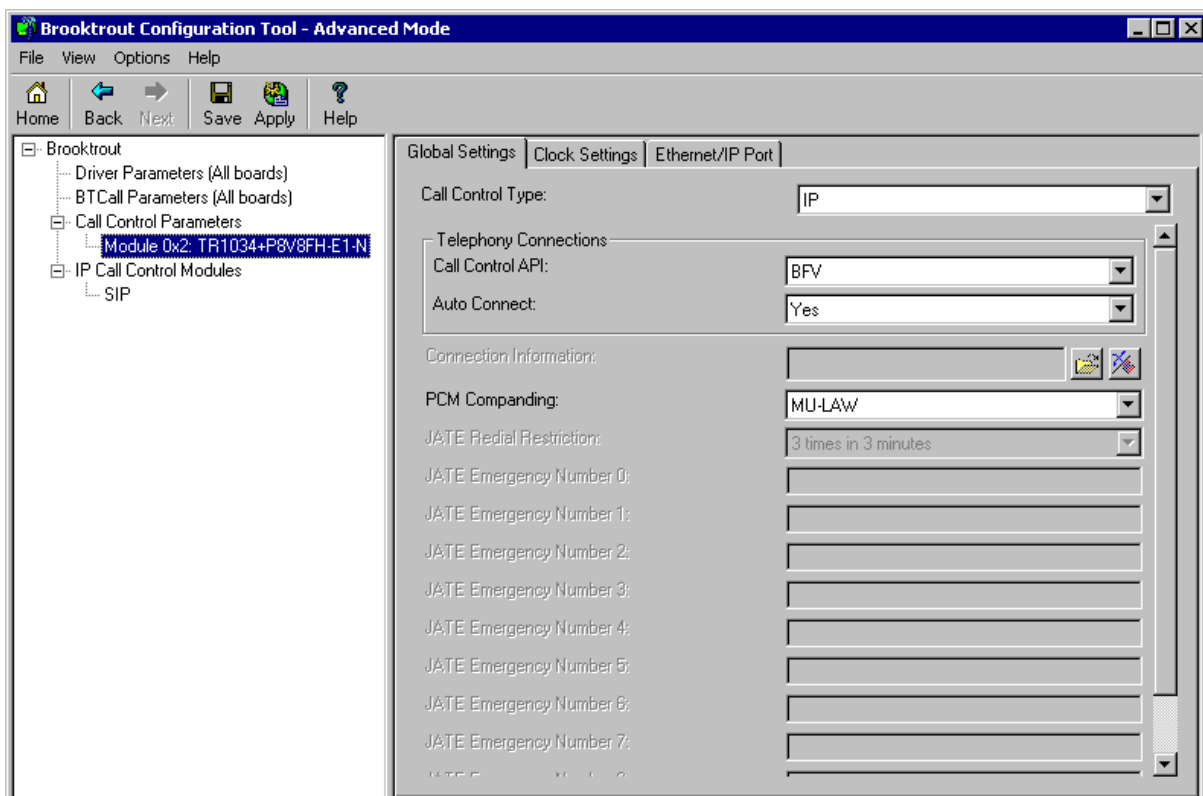 Brooktrout Configuration Tool - Advanced Mode
File View Options Help
Home Back Next Save Apply Help
Brooktrout
Driver Parameters (All boards)
BTCall Parameters (All boards)
Call Control Parameters
Module 0x2: TR1034+P8V8FH-E1-N
IP Call Control Modules
SIP
Global Settings Clock Settings Ethernet/IP Port
Call Control Type: IP
Telephony Connections
Call Control API: BFV
Auto Connect: Yes
Connection Information:
PCM Companding: MU-LAW
JATE Redial Restriction: 3 times in 3 minutes
JATE Emergency Number 0:
JATE Emergency Number 1:
JATE Emergency Number 2:
JATE Emergency Number 3:
JATE Emergency Number 4:
JATE Emergency Number 5:
JATE Emergency Number 6:
JATE Emergency Number 7: